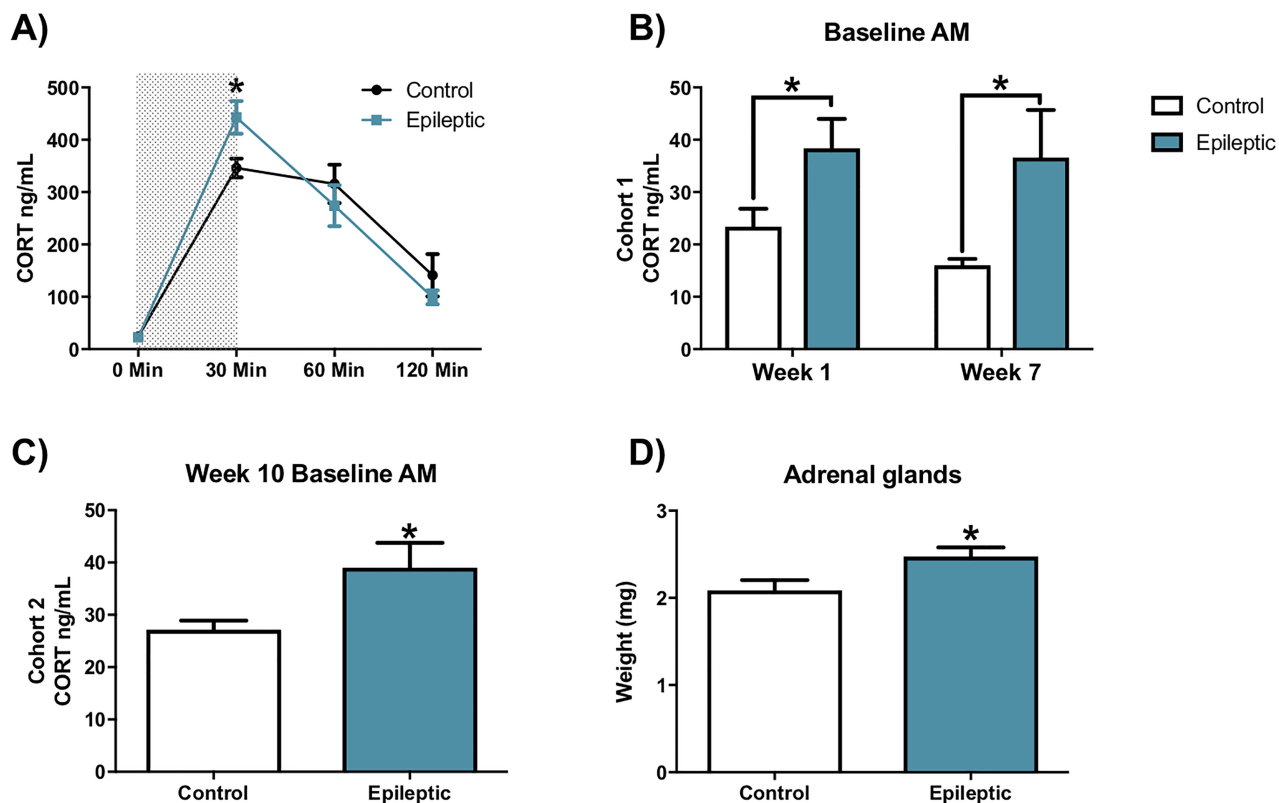 A)
CORT ng/mL
500
400
300
200
100
0
*
Control
Epileptic
0 Min
30 Min
60 Min
120 Min
B)
Baseline AM
Cohort 1
CORT ng/mL
50
40
30
20
10
0
*
*
Week 1
Week 7
Control
Epileptic
C)
Week 10 Baseline AM
Cohort 2
CORT ng/mL
50
40
30
20
10
0
*
Control
Epileptic
D)
Adrenal glands
Weight (mg)
3
2
1
0
*
Control
Epileptic